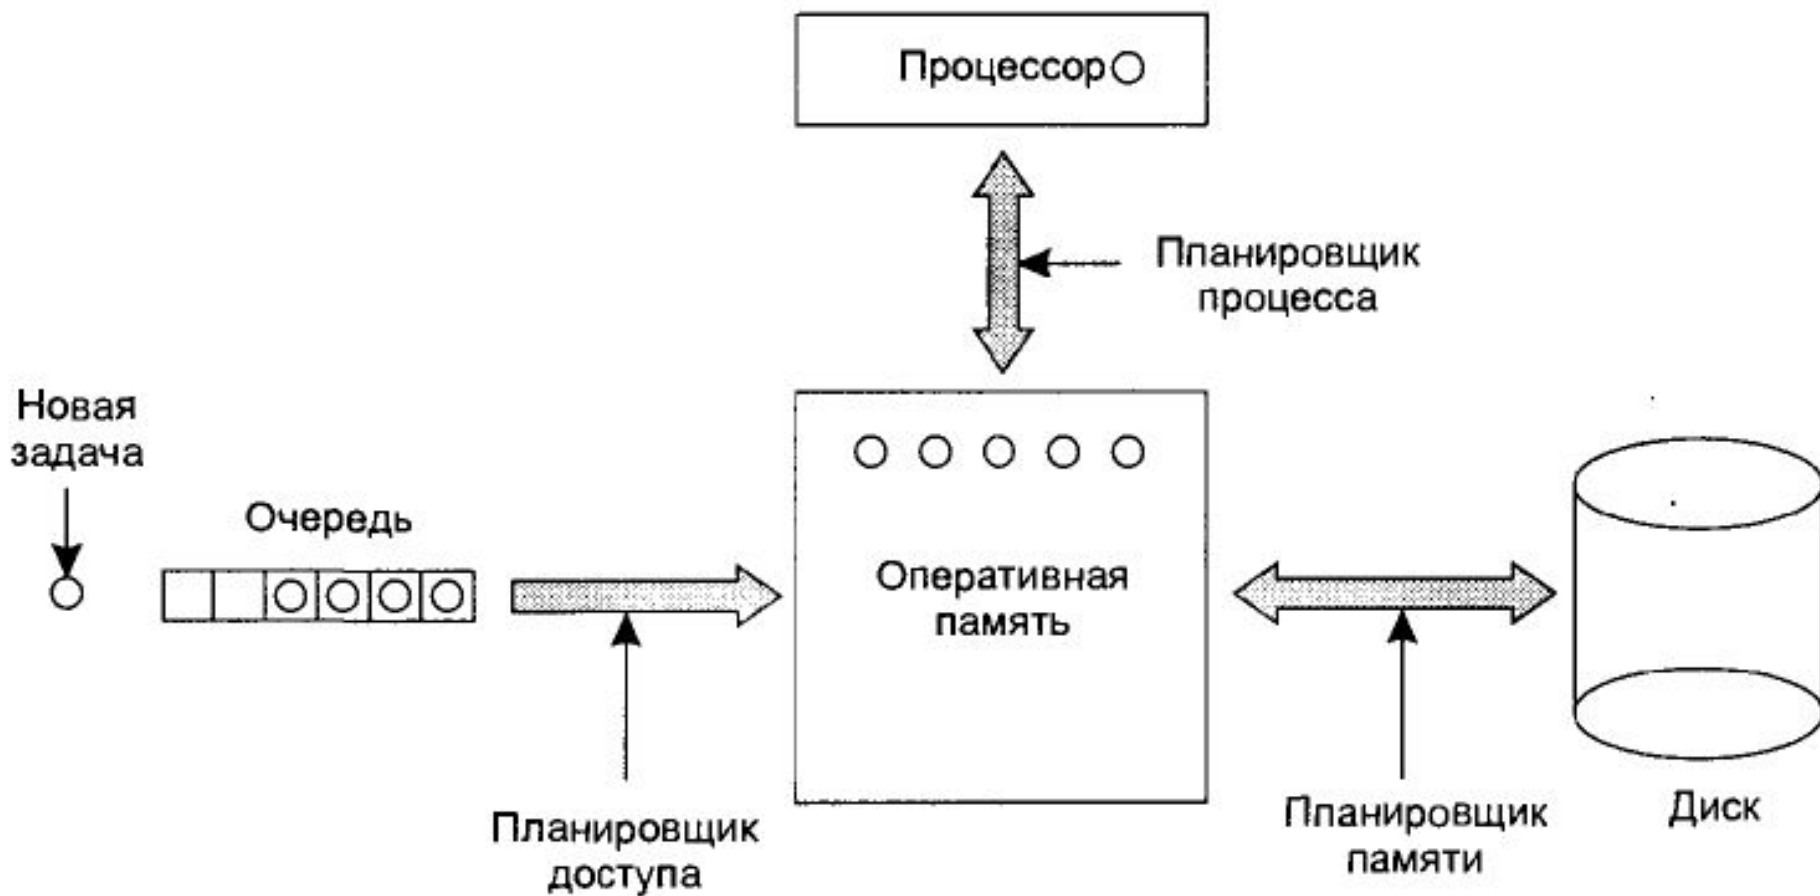 Процессор
Планировщик
процесса
Новая
задача
Очередь
Оперативная
память
Планировщик
доступа
Планировщик
памяти
Диск